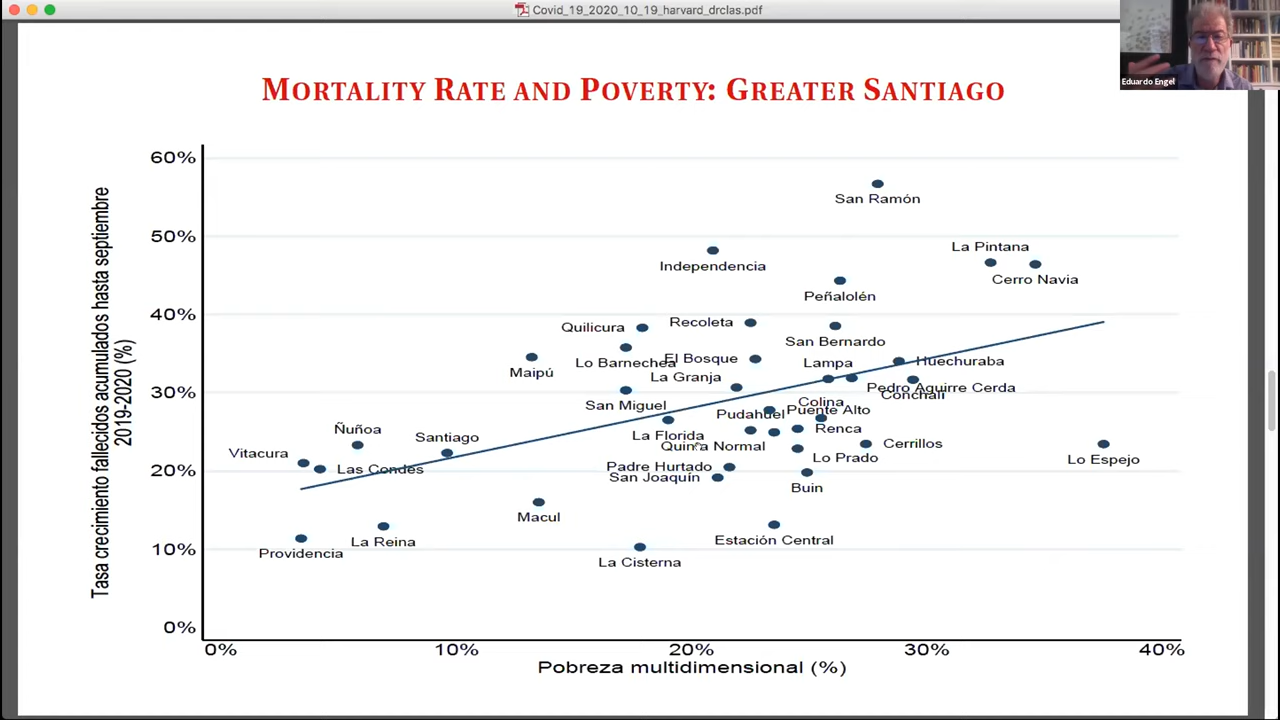 Covid_19_2020_10_19_harvard_drclas.pdf
Eduardo Engel
MORTALITY RATE AND POVERTY: GREATER SANTIAGO
Tasa crecimiento fallecidos acumulados hasta septiembre
2019-2020 (%)
60%
San Ramón
50%
La Pintana
Independencia
Cerro Navia
Peñalolén
40%
Quilicura
Recoleta
San Bernardo
Maipú
Lo Barnechea
El Bosque
Lampa
Huechuraba
La Granja
Pedro Aguirre Cerda
30%
Conchalí
San Miguel
Colina
Pudahuel
Puente Alto
Ñuñoa
Santiago
La Florida
Renca
Quinta Normal
Cerrillos
Vitacura
Lo Prado
Lo Espejo
20%
Las Condes
Padre Hurtado
San Joaquín
Buin
Macul
La Reina
Estación Central
10%
Providencia
La Cisterna
0%
0% 10% 20% 30% 40%
Pobreza multidimensional (%)